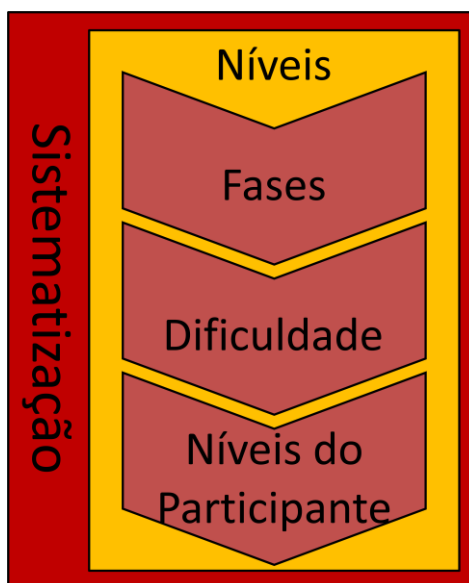 Sistematização
Níveis
Fases
Dificuldade
Níveis do
Participante